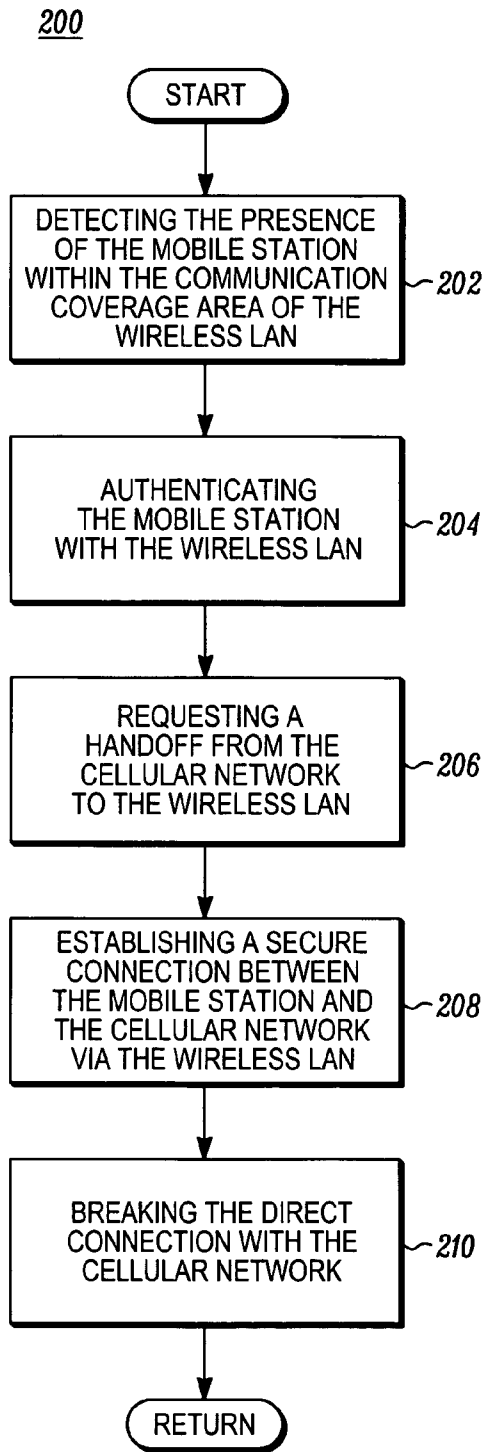 200
START
DETECTING THE PRESENCE
OF THE MOBILE STATION
WITHIN THE COMMUNICATION
COVERAGE AREA OF THE
WIRELESS LAN
202
AUTHENTICATING
THE MOBILE STATION
WITH THE WIRELESS LAN
204
REQUESTING A
HANDOFF FROM THE
CELLULAR NETWORK
TO THE WIRELESS LAN
206
ESTABLISHING A SECURE
CONNECTION BETWEEN
THE MOBILE STATION AND
THE CELLULAR NETWORK
VIA THE WIRELESS LAN
208
BREAKING THE DIRECT
CONNECTION WITH THE
CELLULAR NETWORK
210
RETURN